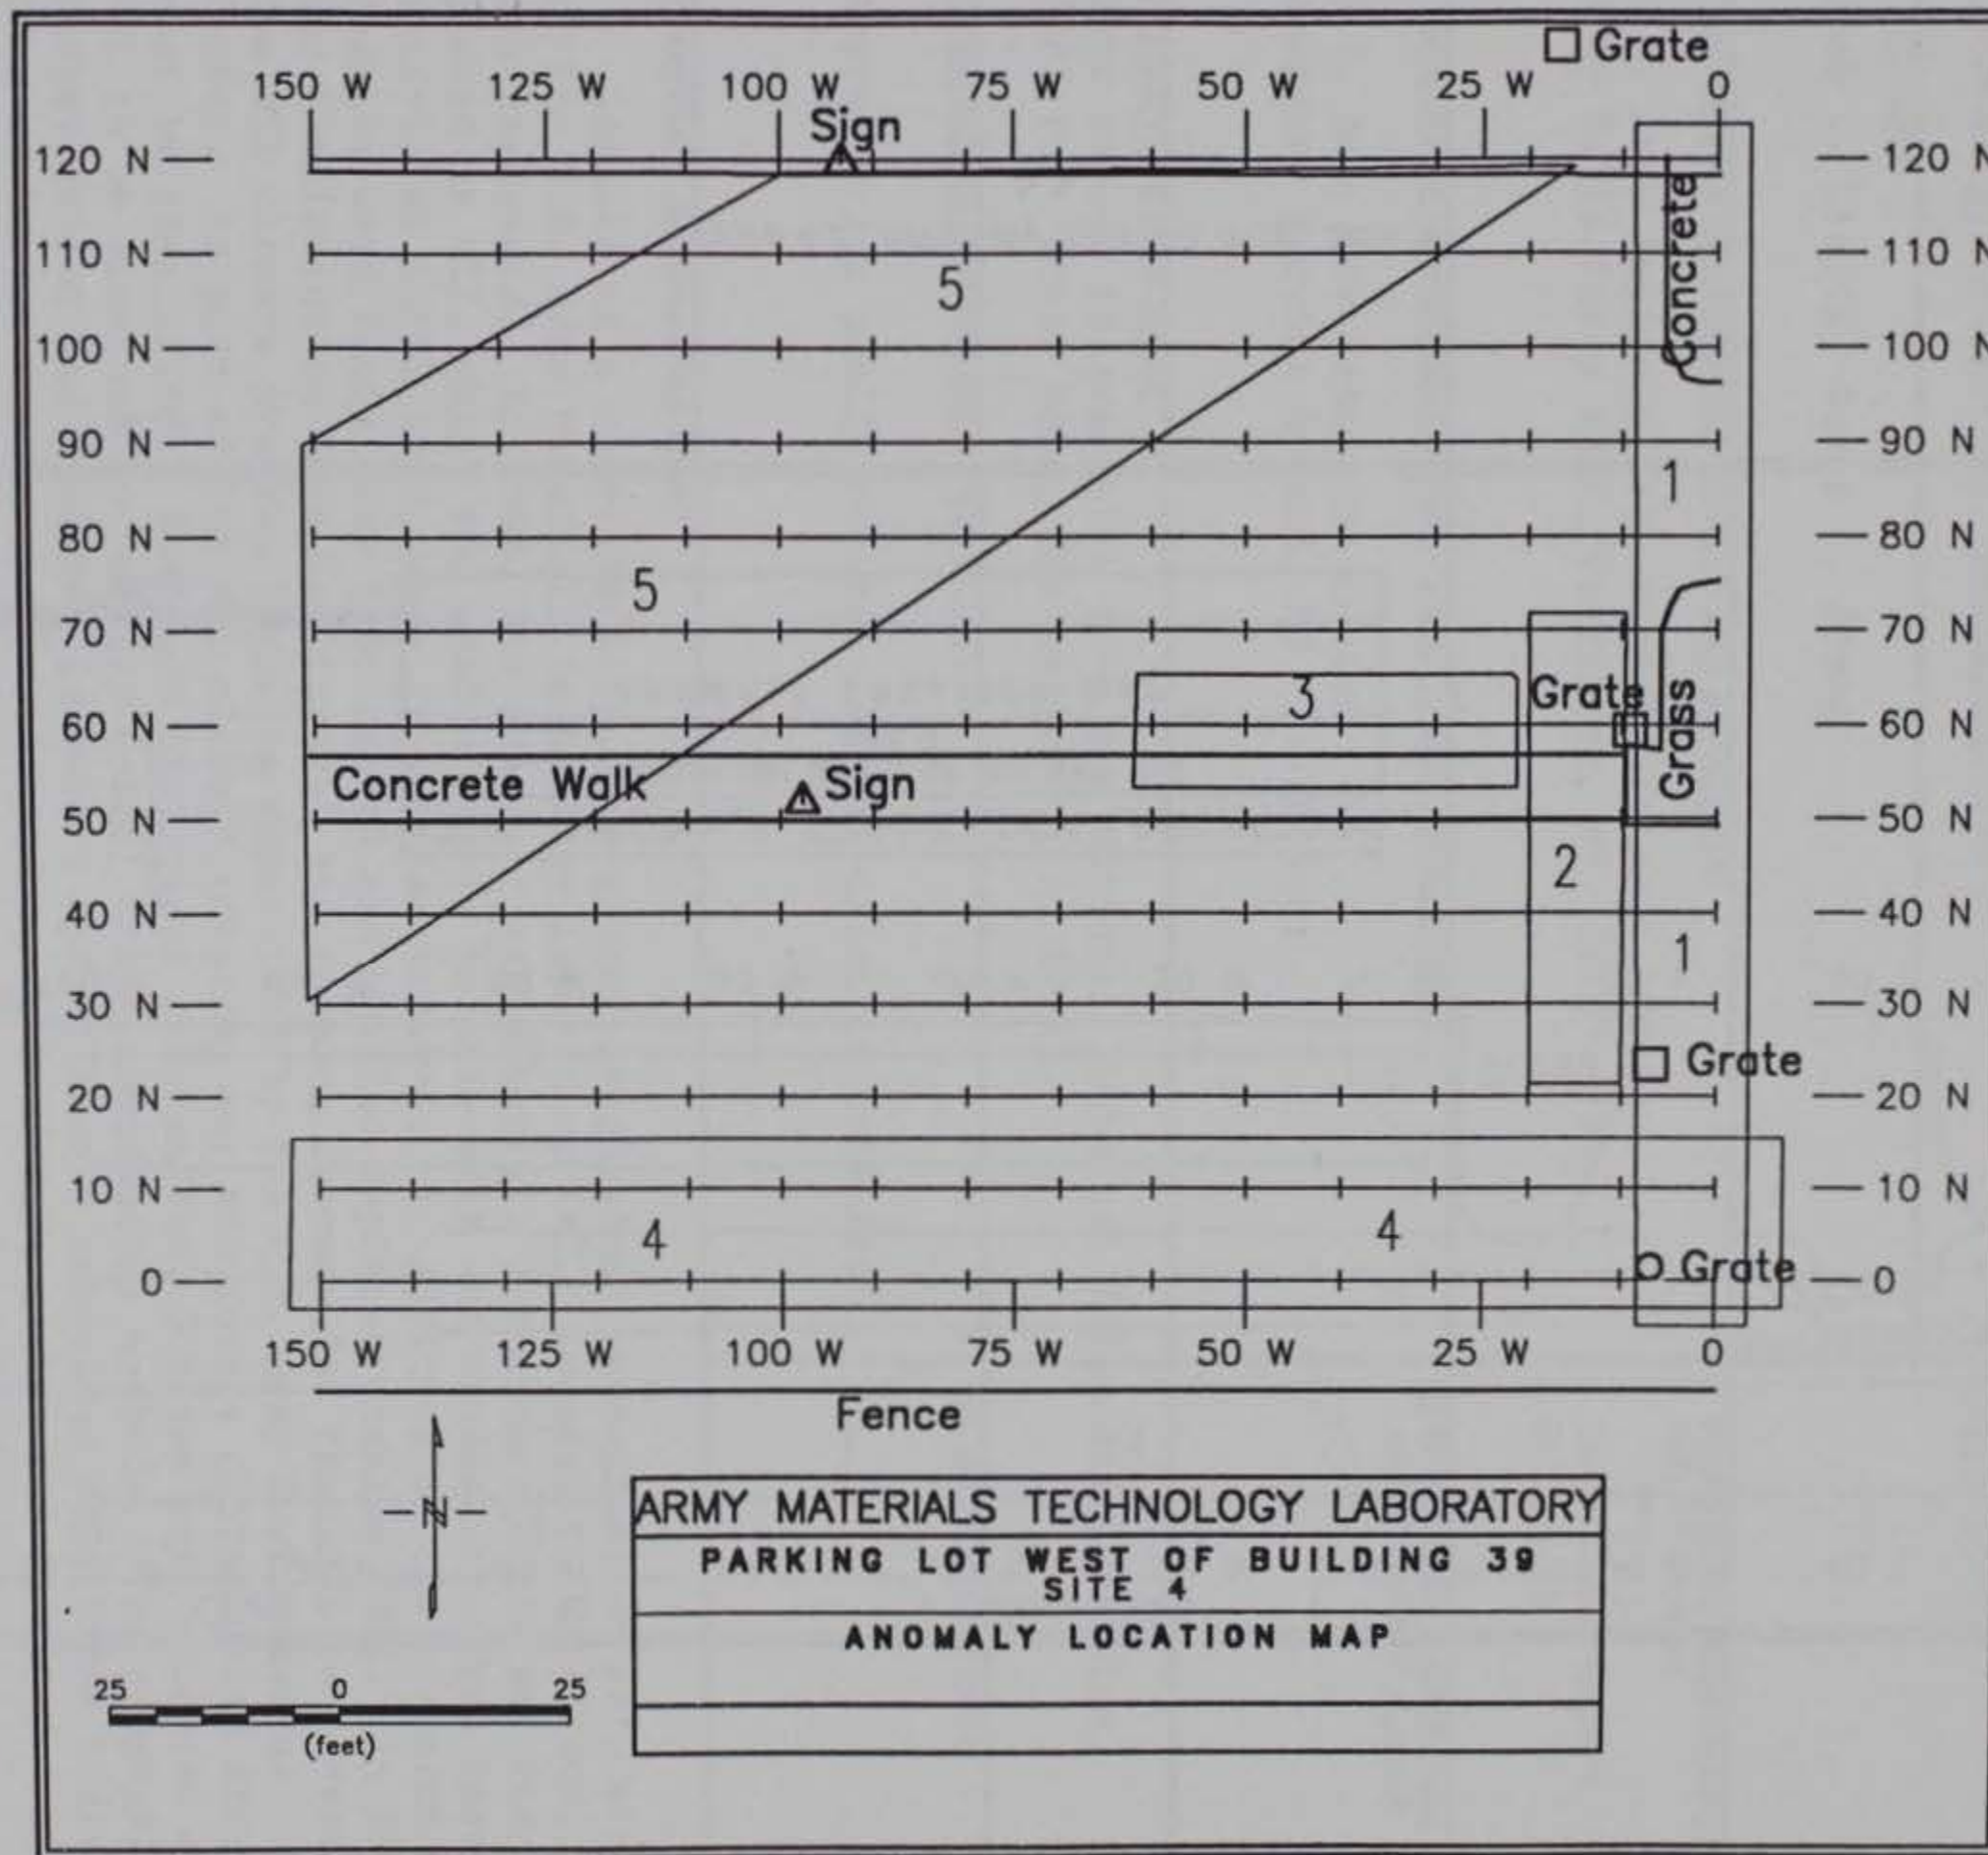 Grate
150 W 125 W 100 W 75 W 50 W 25 W 0
Sign
120 N 120 N
Concrete
110 N 110 N
5
100 N 100 N
90 N 90 N
1
80 N 80 N
5
70 N 70 N
3
Grate
Grass
60 N 60 N
Concrete Walk
Sign
50 N 50 N
2
40 N 40 N
1
30 N 30 N
Grate
20 N 20 N
10 N 10 N
4 4
Grate
0 0
150 W 125 W 100 W 75 W 50 W 25 W 0
Fence
N
ARMY MATERIALS TECHNOLOGY LABORATORY
PARKING LOT WEST OF BUILDING 39
SITE 4
ANOMALY LOCATION MAP
25 0 25
(feet)